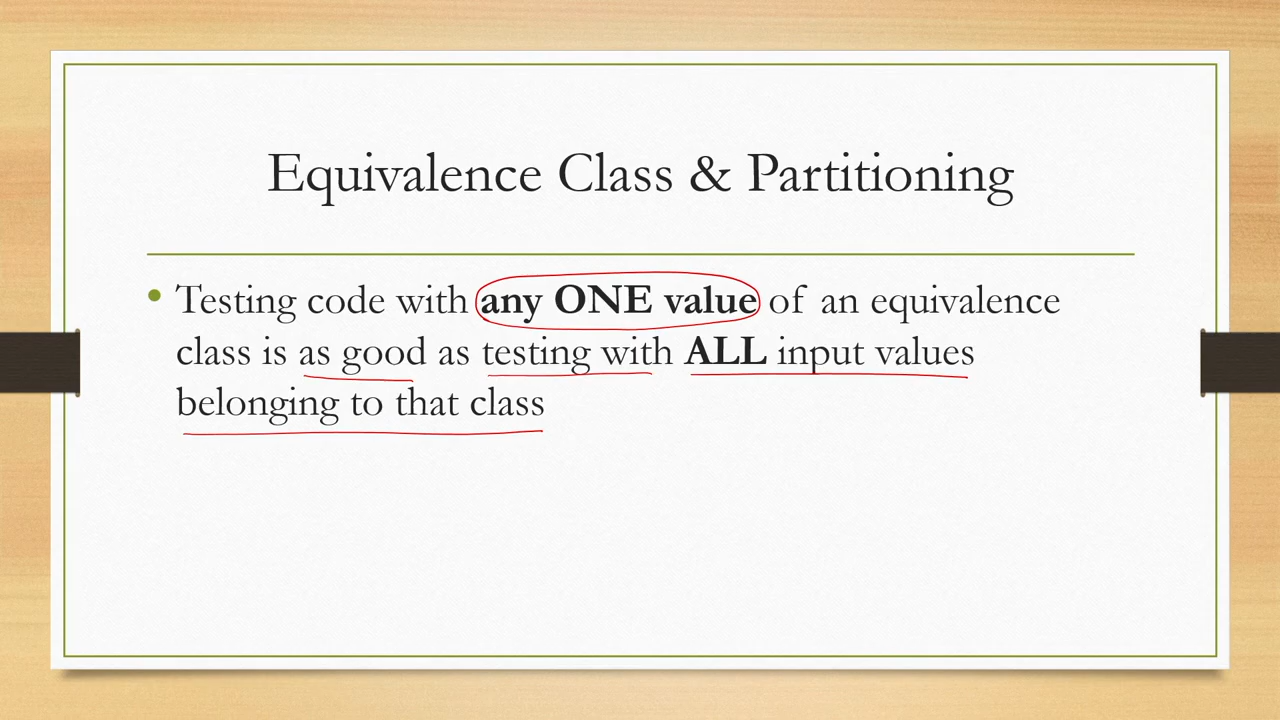 Equivalence Class & Partitioning
• Testing code with any ONE value of an equivalence
class is as good as testing with ALL input values
belonging to that class